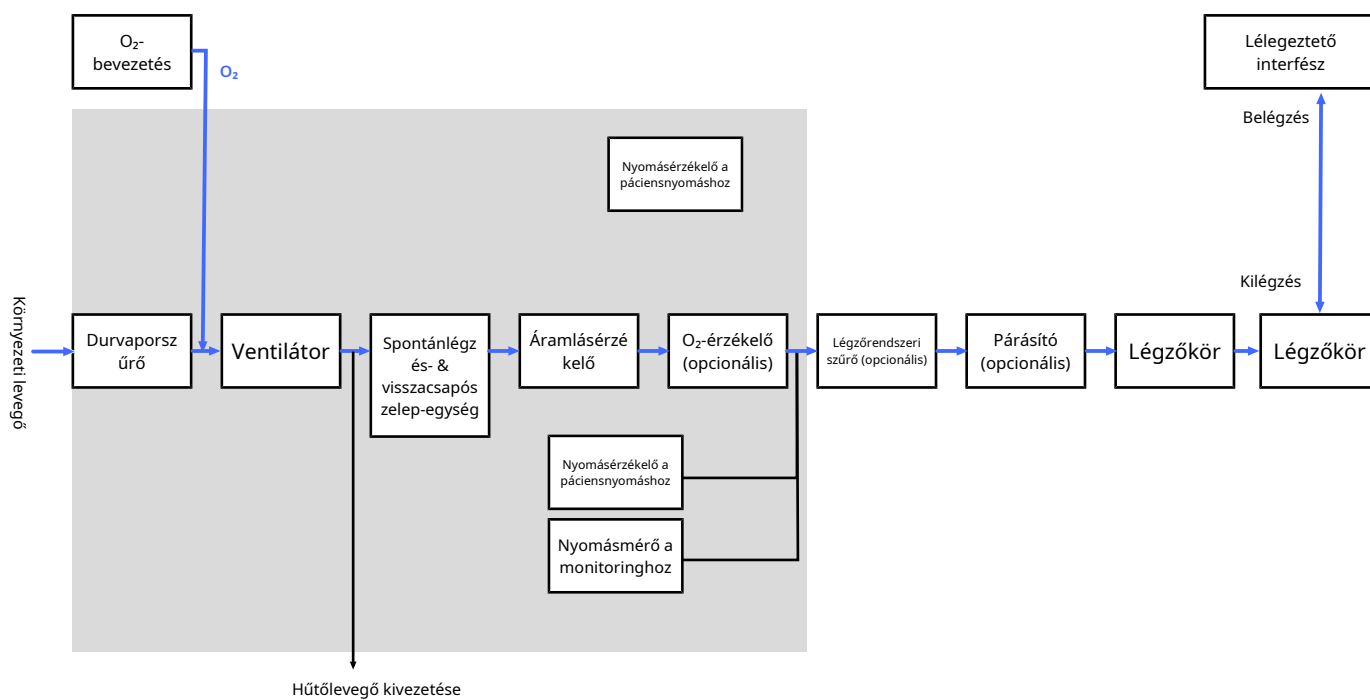 O₂-
bevezetés
O₂
Lélegeztető
interfész
Belégzés
Nyomásérzékelő a
páciensnyomáshoz
Kilégzés
Környezeti levegő
Durvaporsz
űrő
Ventilátor
Spontánlégz
és- &
visszacsapós
zelep-egység
Áramlásérzé
kelő
O₂-érzékelő
(opcionális)
Légzőrendszeri
szűrő (opcionális)
Párásító
(opcionális)
Légzőkör
Légzőkör
Nyomásérzékelő a
páciensnyomáshoz
Nyomásmérő a
monitoringhoz
Hűtőlevegő kivezetése